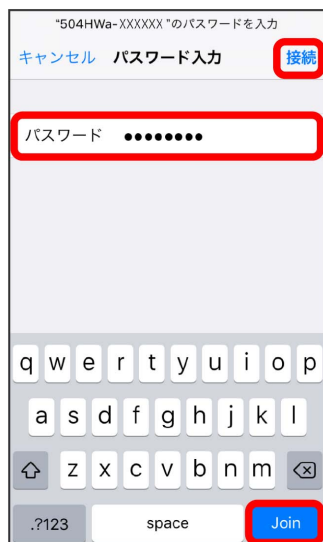 "504HWa-XXXXXX"のパスワードを入力
キャンセル パスワード入力 接続
パスワード ●●●●●●●●
q w e r t y u i o p
a s d f g h j k l
z x c v b n m
.?123 space Join